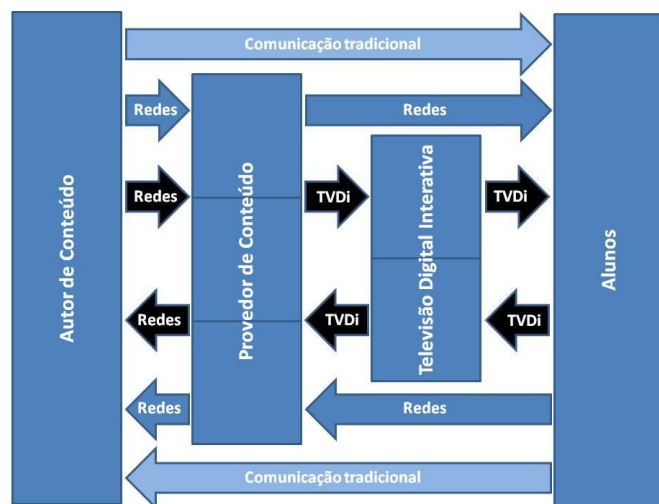 Comunicação tradicional
Autor de Conteúdo
Redes
Provedor de Conteúdo
Redes
Alunos
Redes
TVDi
Televisão Digital Interativa
TVDi
Redes
TVDi
TVDi
Redes
Redes
Comunicação tradicional